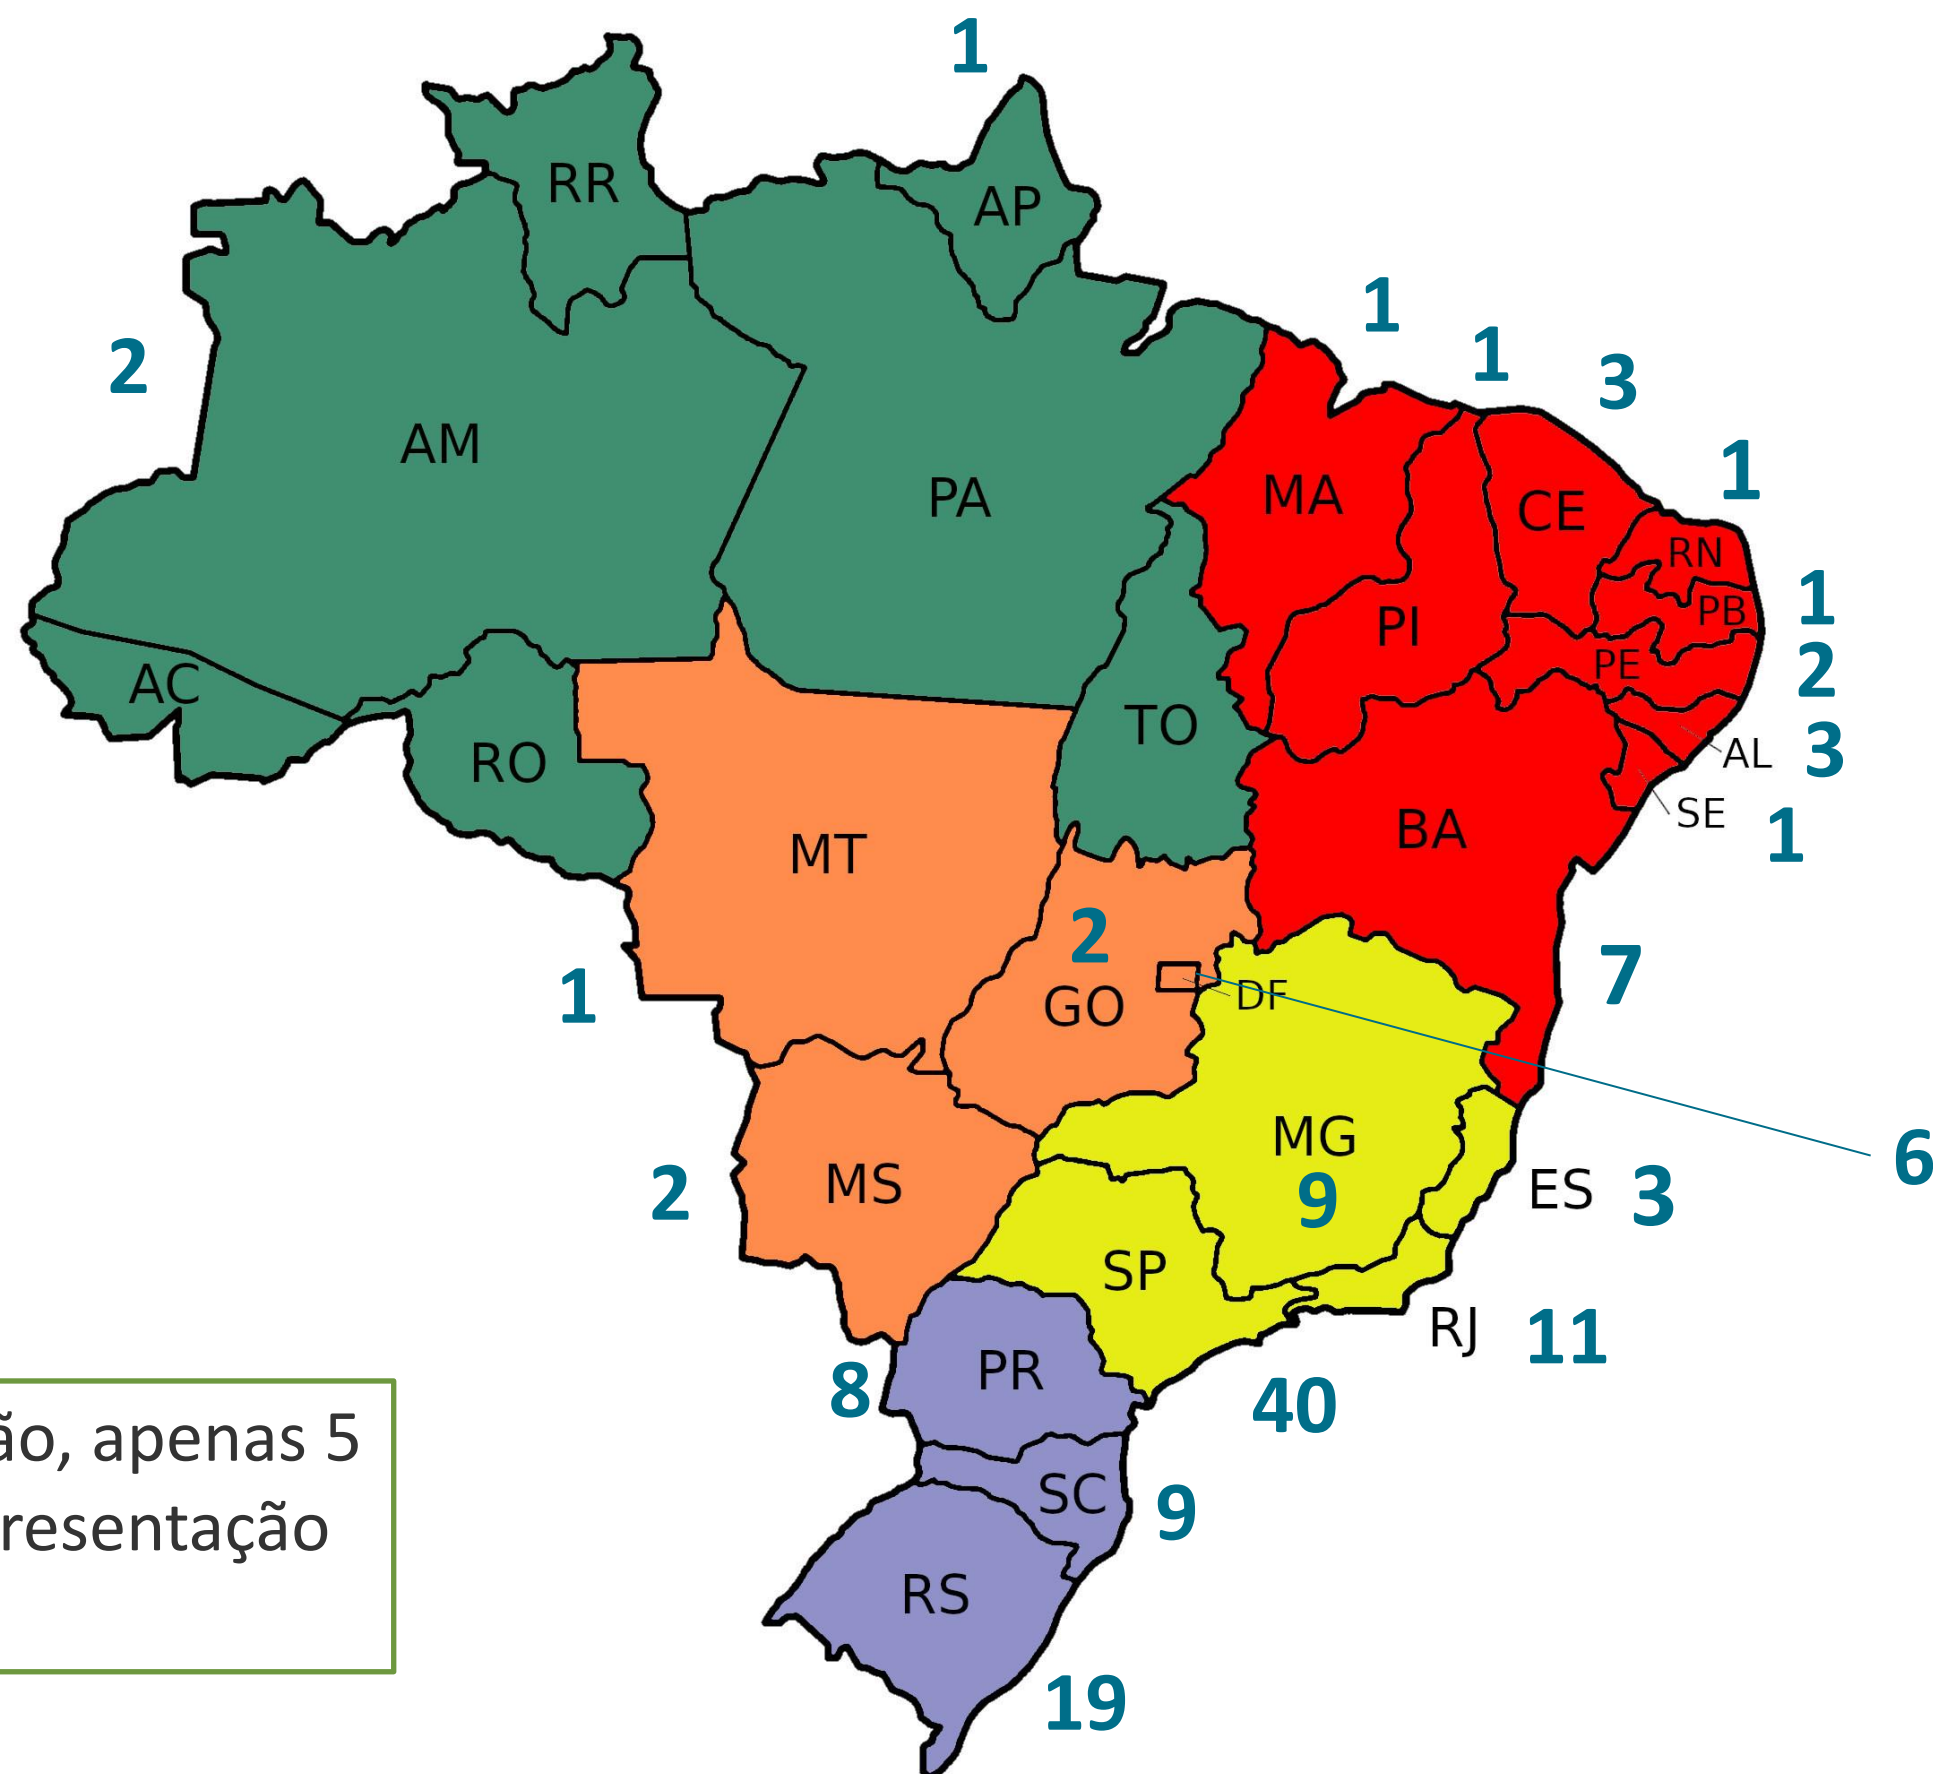 1
RR
AP
1
1
2
3
AM
1
PA
MA
CE
RN
1
PB
PI
PE
2
AC
TO
AL
3
RO
SE
1
BA
MT
2
7
1
DF
GO
MG
6
MS
2
9
ES
3
SP
RJ
11
PR
8
40
ão, apenas 5
SC
9
resentação
RS
19